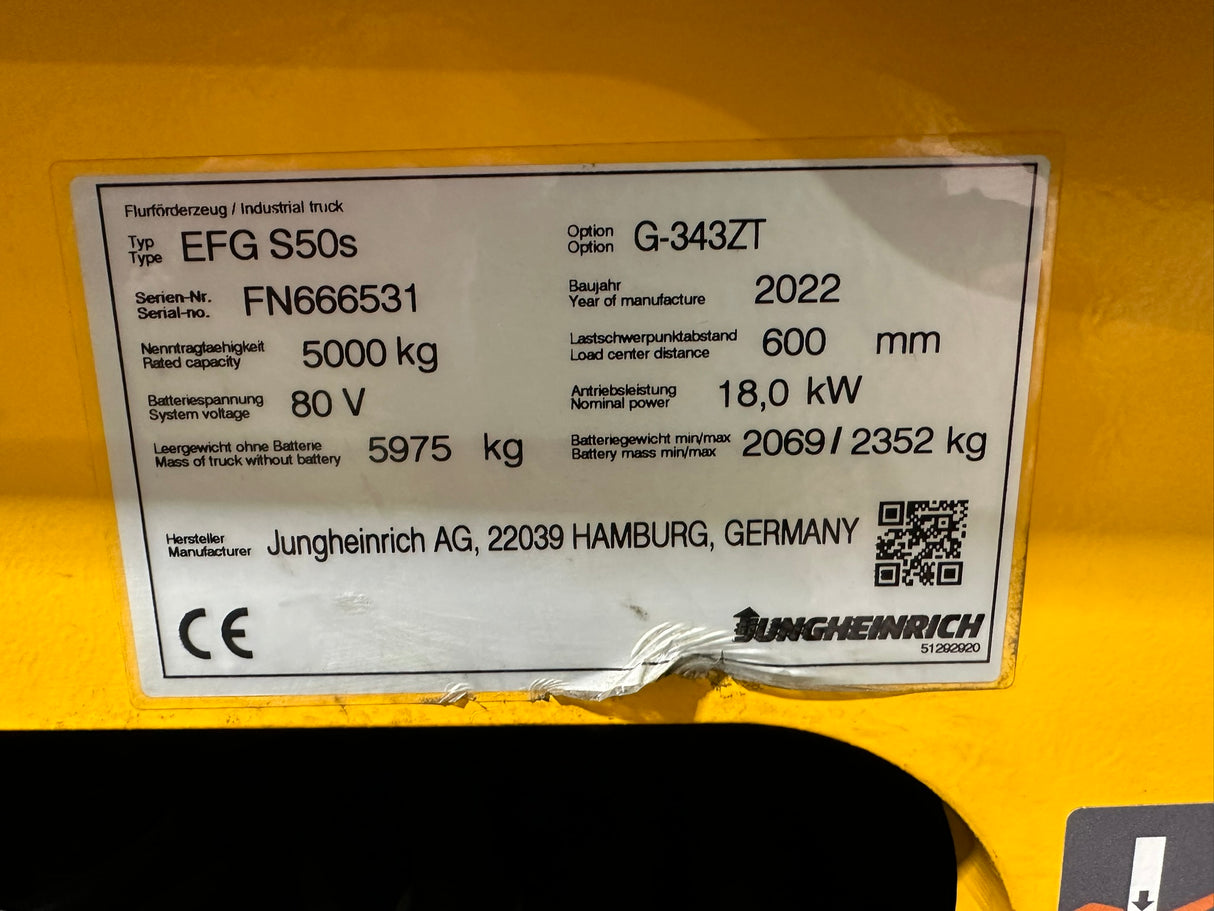 Flurförderzeug / Industrial truck
Typ
Type EFG S50s
Option
Option G-343ZT
Serien-Nr.
Serial-no. FN666531
Baujahr
Year of manufacture 2022
Nenntragfaehigkeit
Rated capacity 5000 kg
Lastschwerpunktabstand
Load center distance 600 mm
Batteriespannung
System voltage 80 V
Antriebsleistung
Nominal power 18,0 kW
Leergewicht ohne Batterie
Mass of truck without battery 5975 kg
Batteriegewicht min/max
Battery mass min/max 2069 / 2352 kg
Hersteller
Manufacturer Jungheinrich AG, 22039 HAMBURG, GERMANY
CE
JUNGHEINRICH
51292920